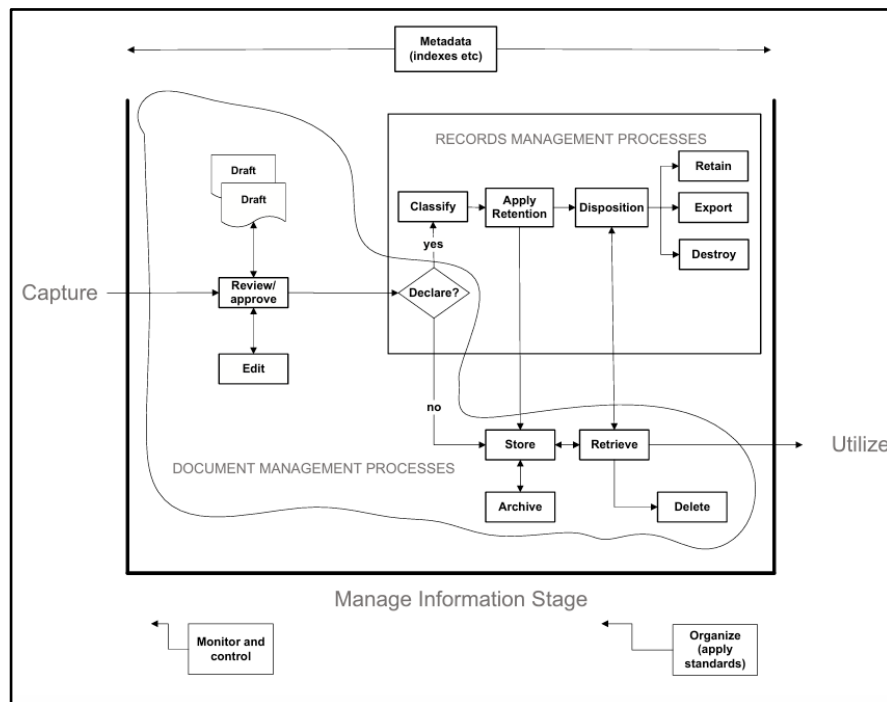 Metadata
(indexes etc)
RECORDS MANAGEMENT PROCESSES
Draft
Draft
Retain
Classify
Apply
Retention
Disposition
Export
yes
Destroy
Capture
Review/
approve
Declare?
Edit
no
Store
Retrieve
Utilize
DOCUMENT MANAGEMENT PROCESSES
Archive
Delete
Manage Information Stage
Monitor and
control
Organize
(apply
standards)